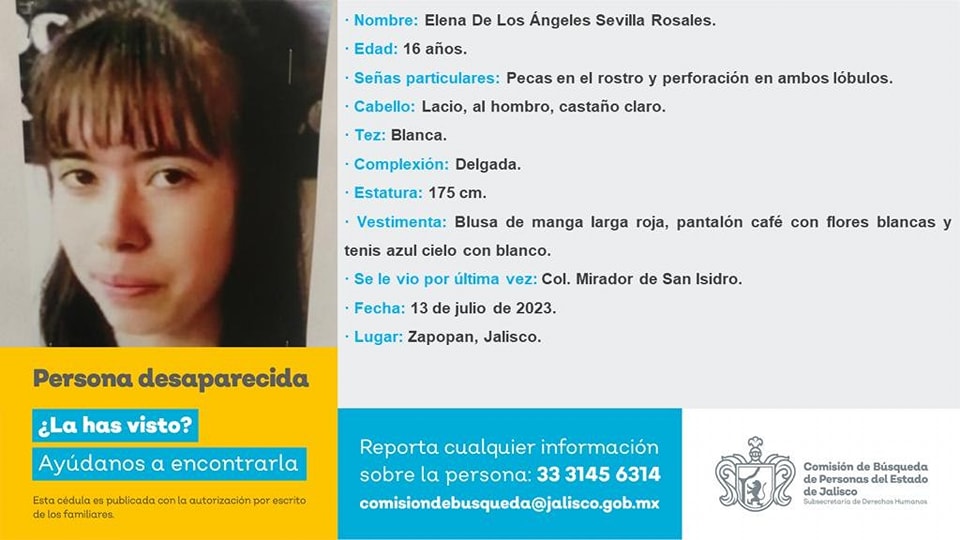 · Nombre: Elena De Los Ángeles Sevilla Rosales.
· Edad: 16 años.
· Señas particulares: Pecas en el rostro y perforación en ambos lóbulos.
· Cabello: Lacio, al hombro, castaño claro.
· Tez: Blanca.
· Complexión: Delgada.
· Estatura: 175 cm.
· Vestimenta: Blusa de manga larga roja, pantalón café con flores blancas y
tenis azul cielo con blanco.
· Se le vio por última vez: Col. Mirador de San Isidro.
· Fecha: 13 de julio de 2023.
· Lugar: Zapopan, Jalisco.
Persona desaparecida
¿La has visto?
Ayúdanos a encontrarla
Esta cédula es publicada con la autorización por escrito
de los familiares.
Reporta cualquier información
sobre la persona: 33 3145 6314
comisiondebusqueda@jalisco.gob.mx
Comisión de Búsqueda
de Personas del Estado
de Jalisco
Subsecretaría de Derechos Humanos